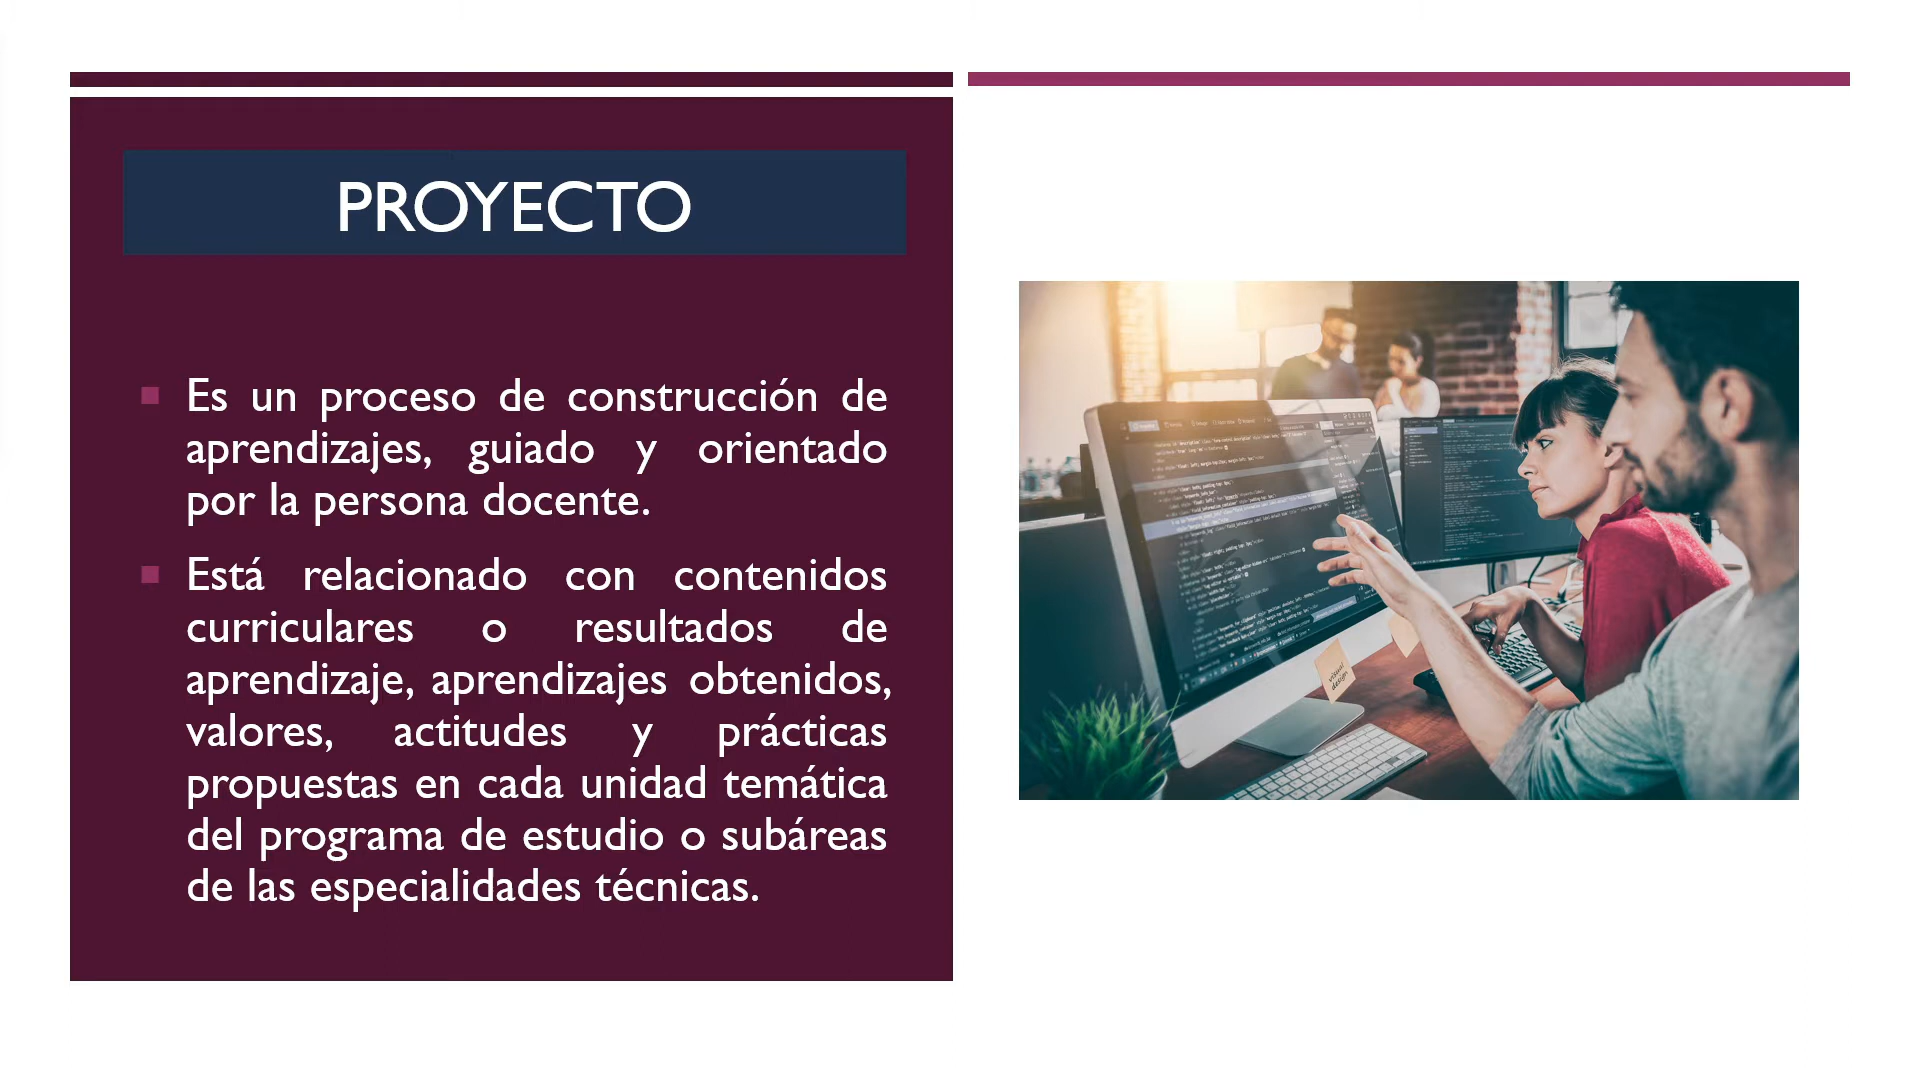 PROYECTO
Es un proceso de construcción de
aprendizajes, guiado y orientado
por la persona docente.
Está relacionado con contenidos
curriculares o resultados de
aprendizaje, aprendizajes obtenidos,
valores, actitudes y prácticas
propuestas en cada unidad temática
del programa de estudio o subáreas
de las especialidades técnicas.
visual
design